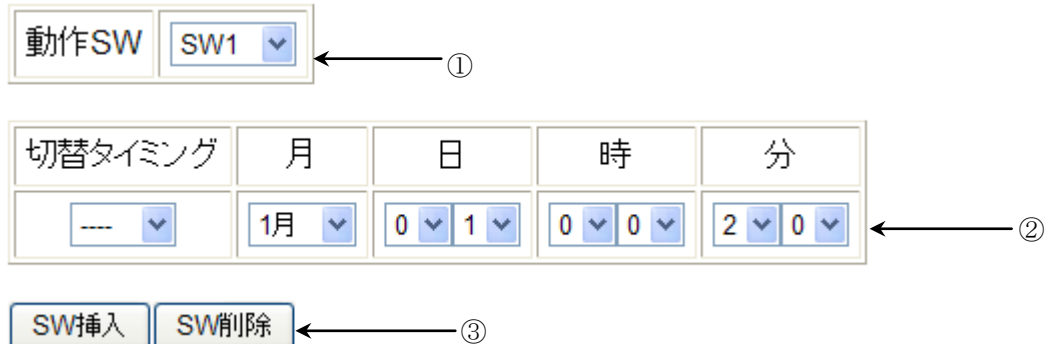 動作SW SW1
①
切替タイミング 月 日 時 分
---- 1月 0 1 0 0 2 0
②
SW挿入 SW削除
③